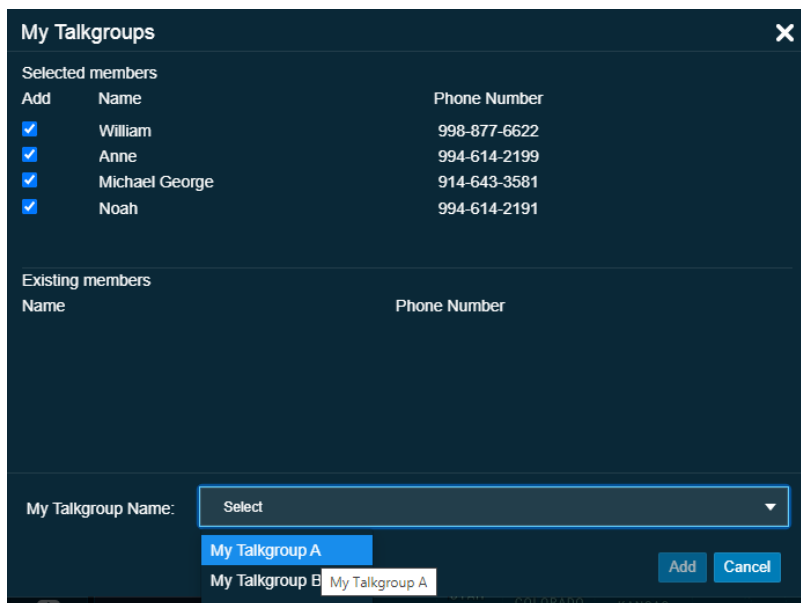 My Talkgroups
Selected members
Add Name Phone Number
William 998-877-6622
Anne 994-614-2199
Michael George 914-643-3581
Noah 994-614-2191
Existing members
Name Phone Number
My Talkgroup Name: Select
My Talkgroup A
Add Cancel
My Talkgroup B My Talkgroup A
COLORADO